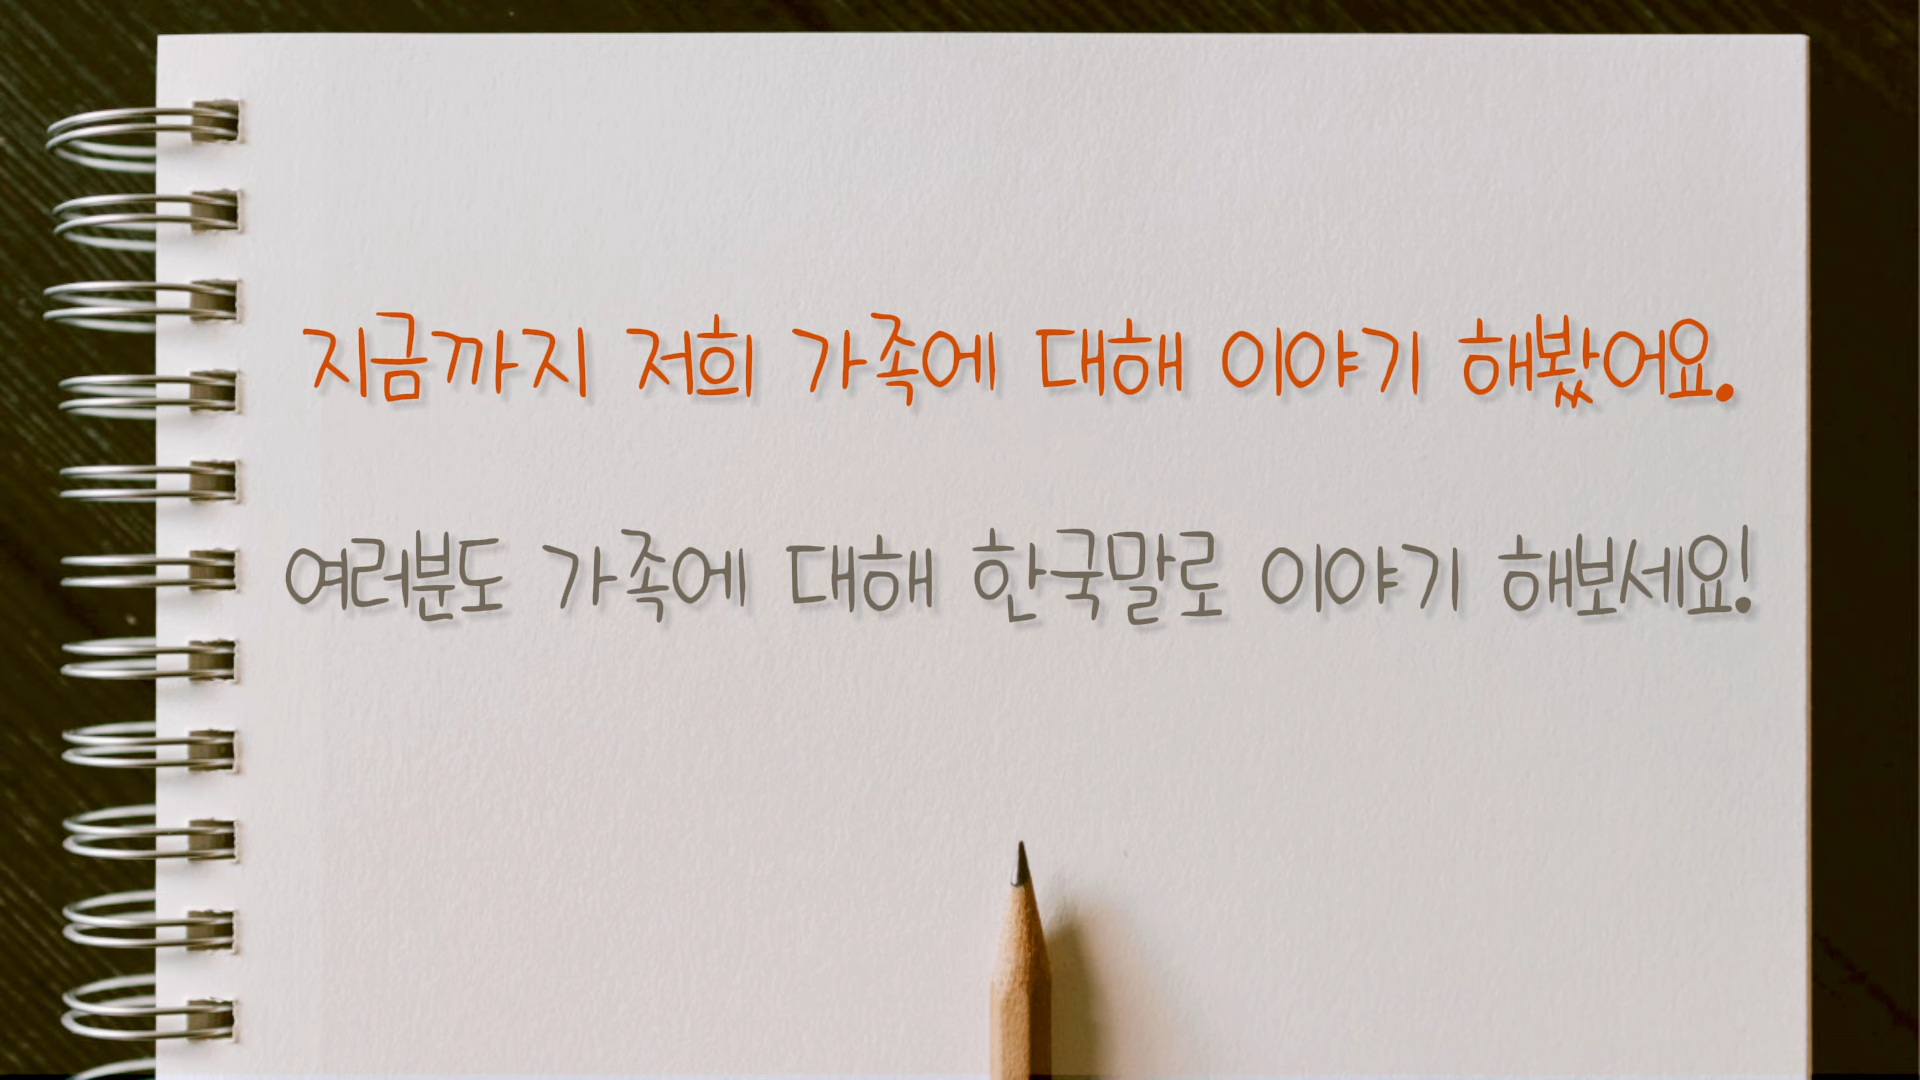 지금까지 저희 가족에 대해 이야기 해봤어요.
여러분도 가족에 대해 한국말로 이야기 해보세요!